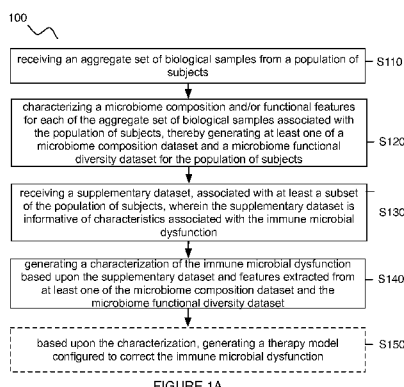 100
receiving an aggregate set of biological samples from a population of
subjects
S110
characterizing a microbiome composition and/or functional features
for each of the aggregate set of biological samples associated with
the population of subjects, thereby generating at least one of a
microbiome composition dataset and a microbiome functional
diversity dataset for the population of subjects
S120
receiving a supplementary dataset, associated with at least a subset
of the population of subjects, wherein the supplementary dataset is
informative of characteristics associated with the immune microbial
dysfunction
S130
generating a characterization of the immune microbial dysfunction
based upon the supplementary dataset and features extracted from
at least one of the microbiome composition dataset and the
microbiome functional diversity dataset
S140
based upon the characterization, generating a therapy model
configured to correct the immune microbial dysfunction
S150
FIGURE 1A